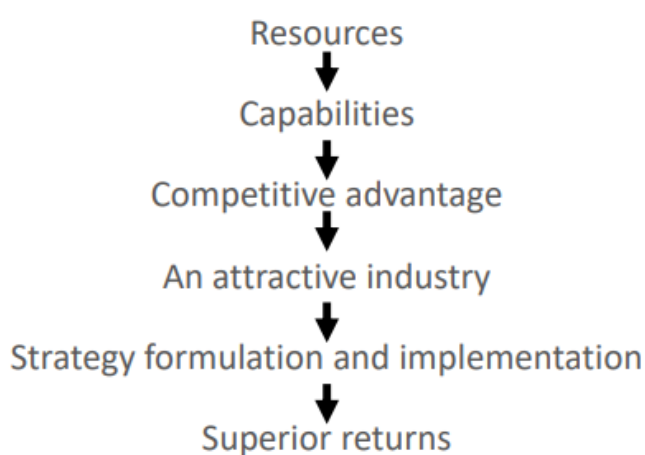 Resources
Capabilities
Competitive advantage
An attractive industry
Strategy formulation and implementation
Superior returns